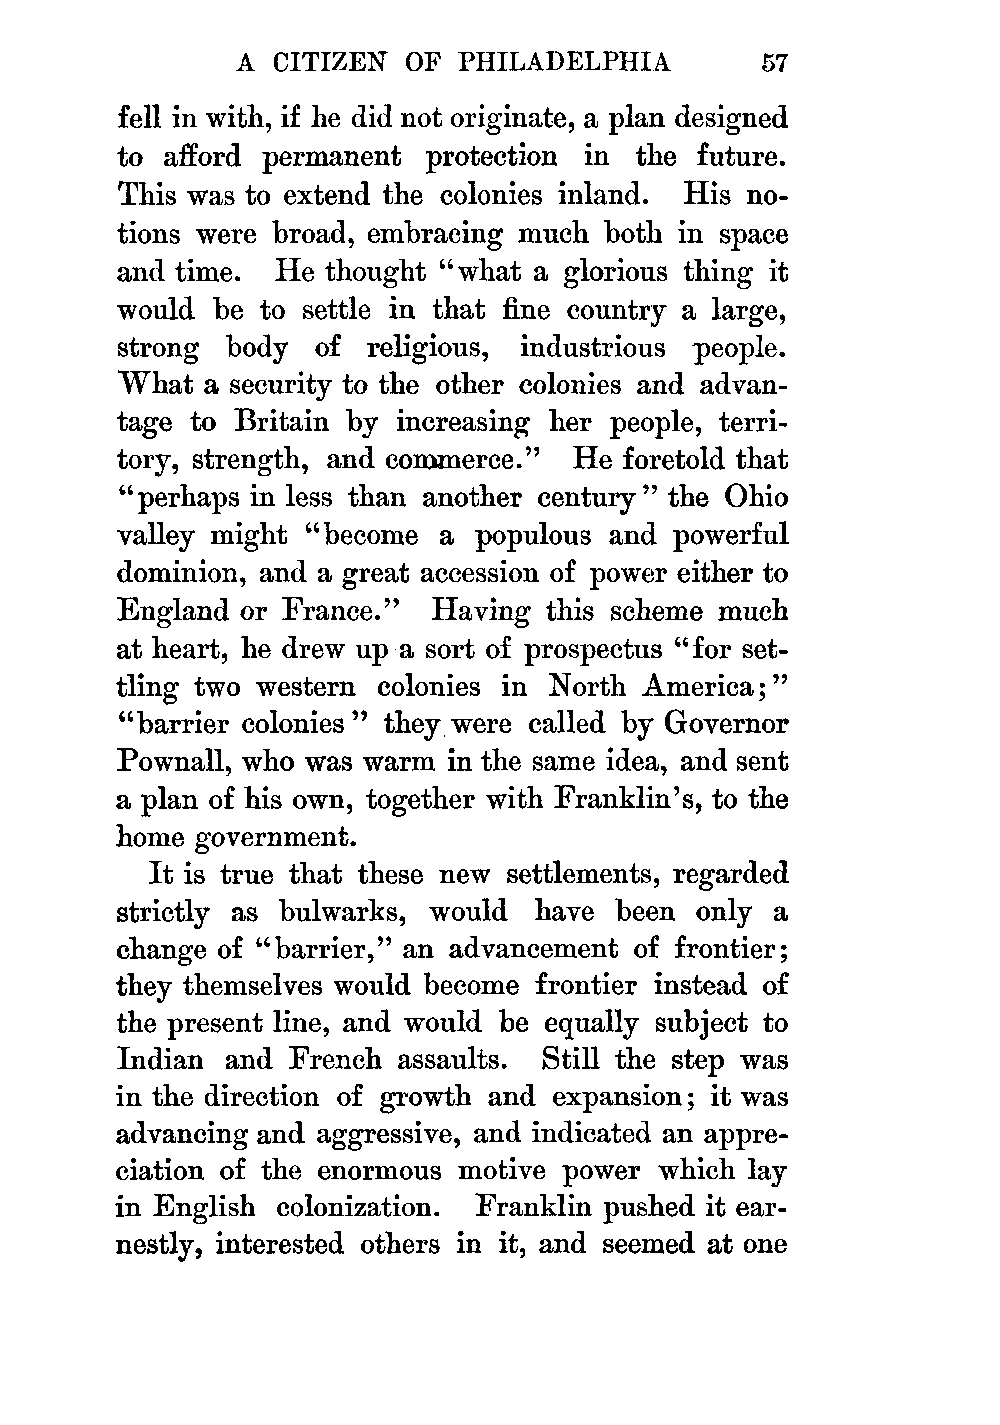 A CITIZEN OF PHILADELPHIA 57
fell in with, if he did not originate, a plan designed
to afford permanent protection in the future.
This was to extend the colonies inland. His no-
tions were broad, embracing much both in space
and time. He thought “what a glorious thing it
would be to settle in that fine country a large,
strong body of religious, industrious people.
What a security to the other colonies and advan-
tage to Britain by increasing her people, terri-
tory, strength, and commerce.” He foretold that
“perhaps in less than another century” the Ohio
valley might “become a populous and powerful
dominion, and a great accession of power either to
England or France.” Having this scheme much
at heart, he drew up a sort of prospectus “for set-
tling two western colonies in North America;”
“barrier colonies” they were called by Governor
Pownall, who was warm in the same idea, and sent
a plan of his own, together with Franklin’s, to the
home government.
It is true that these new settlements, regarded
strictly as bulwarks, would have been only a
change of “barrier,” an advancement of frontier;
they themselves would become frontier instead of
the present line, and would be equally subject to
Indian and French assaults. Still the step was
in the direction of growth and expansion; it was
advancing and aggressive, and indicated an appre-
ciation of the enormous motive power which lay
in English colonization. Franklin pushed it ear-
nestly, interested others in it, and seemed at one